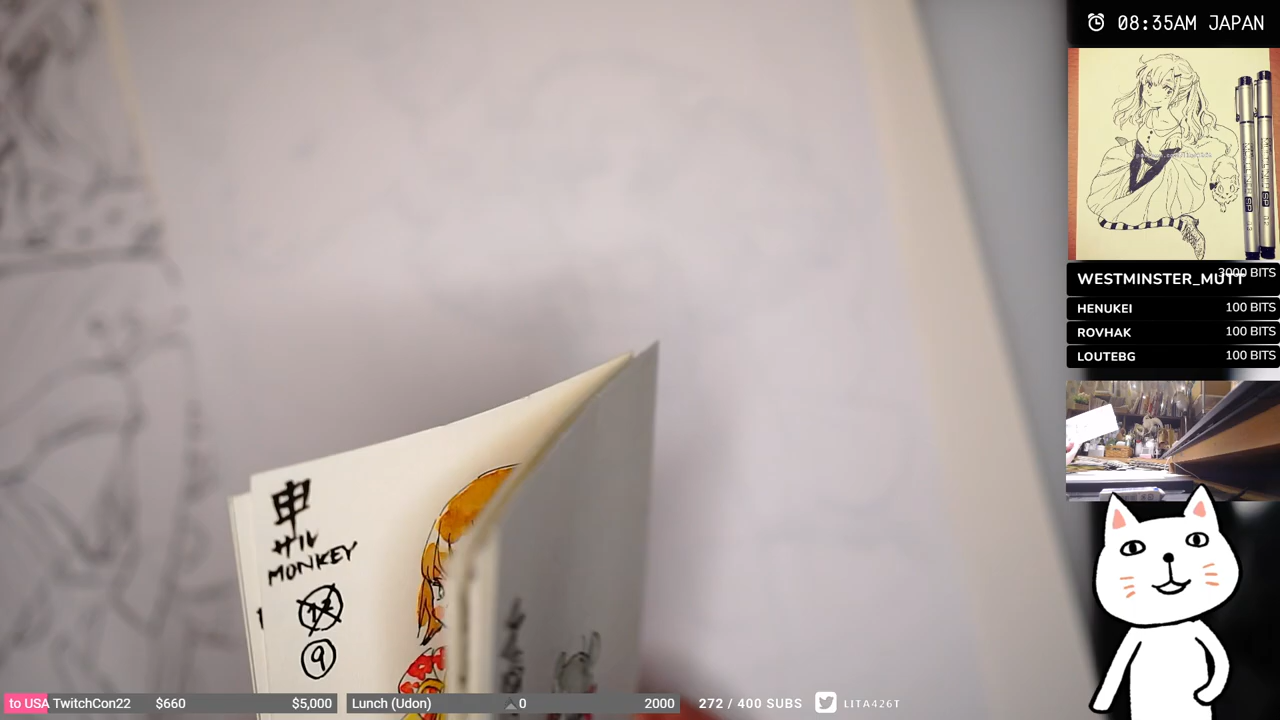 08:35AM JAPAN
WESTMINSTER_MUTT
3000 BITS
HENUKEI
100 BITS
ROVHAK
100 BITS
LOUTEBG
100 BITS
申
サル
MONKEY
9
to USA TwitchCon22
$660
$5,000
Lunch (Udon)
0
2000
272 / 400 SUBS
LITA426T